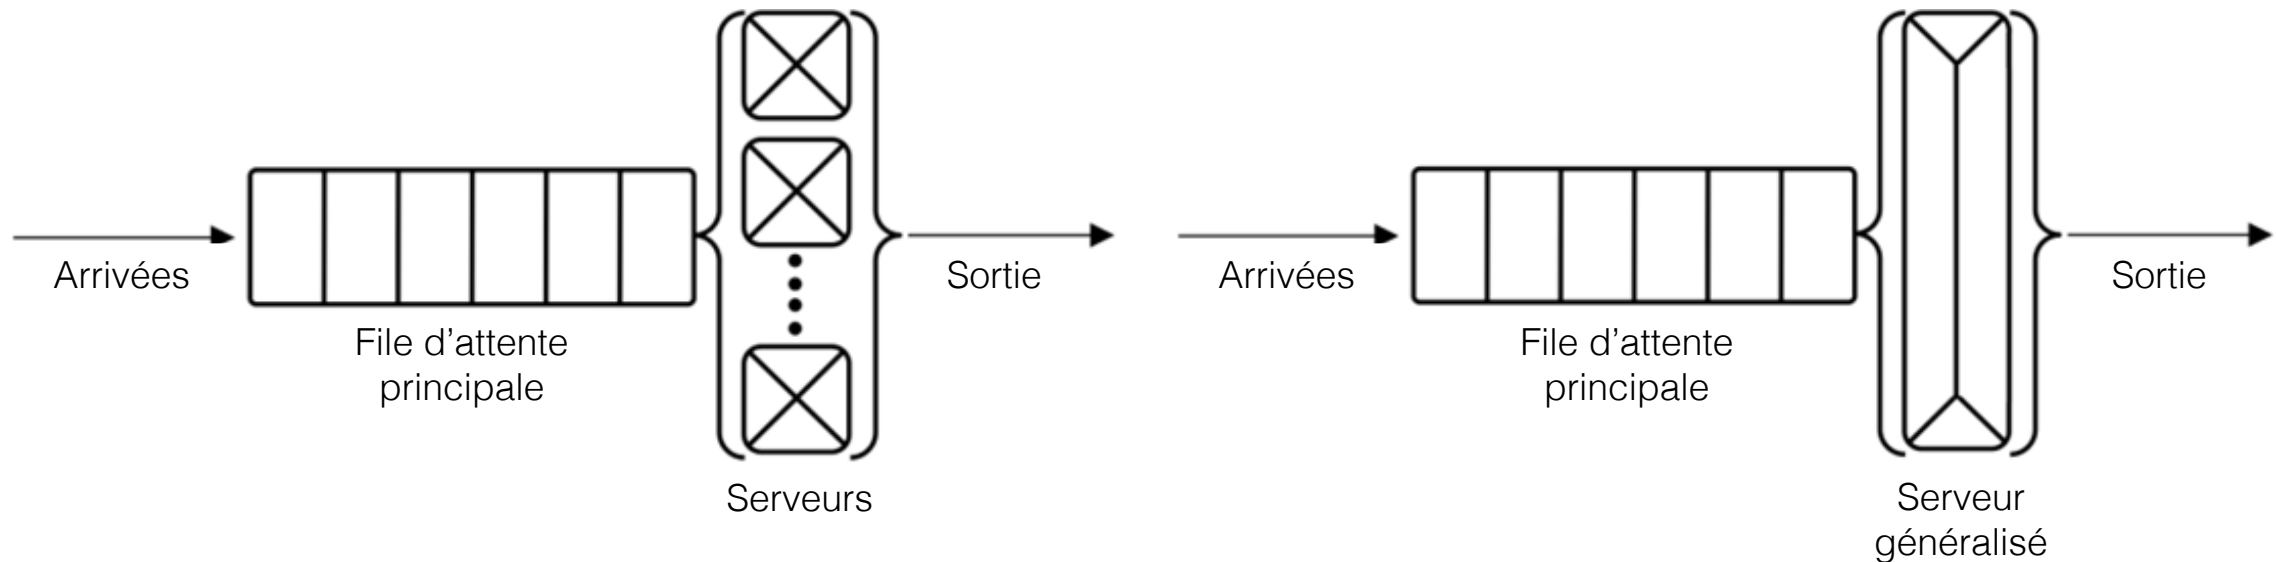 Arrivées
File d’attente
principale
Serveurs
Sortie
Arrivées
File d’attente
principale
Serveur
généralisé
Sortie